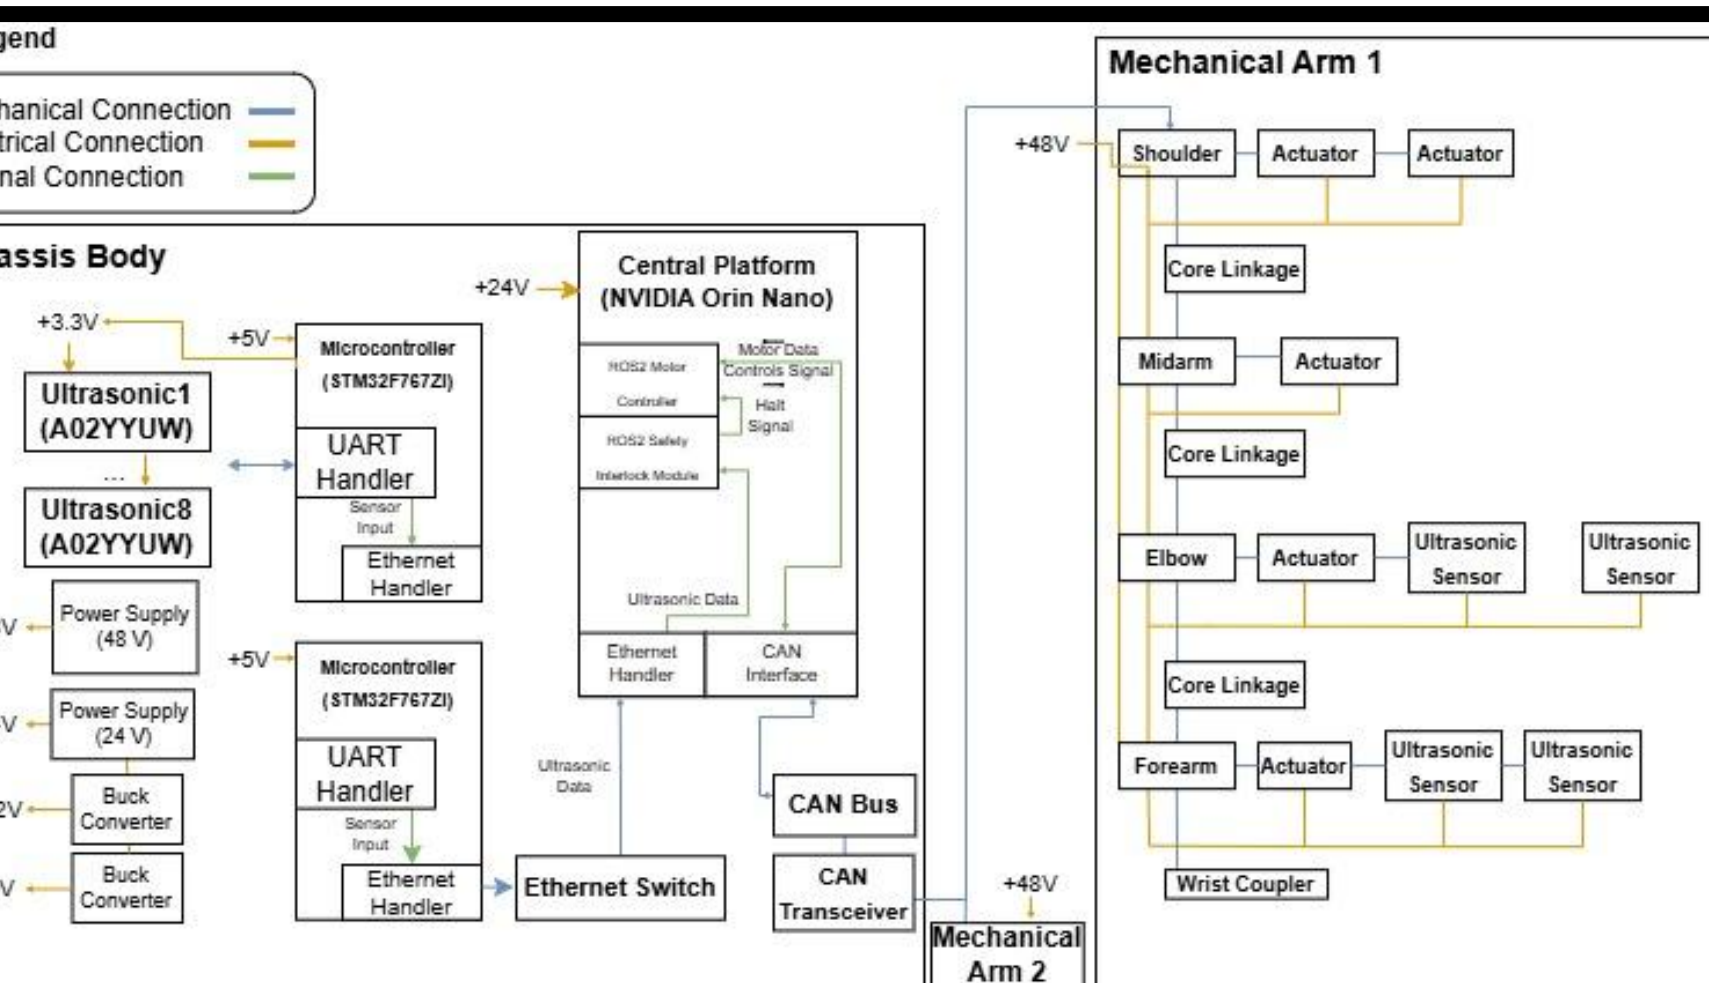 gend
hanical Connection
trical Connection
nal Connection
assis Body
+3.3V
Ultrasonic1
(A02YYUW)
...
Ultrasonic8
(A02YYUW)
Power Supply
(48 V)
V
Power Supply
(24 V)
V
Buck
Converter
2V
Buck
Converter
V
+5V
Microcontroller
(STM32F767ZI)
UART
Handler
Sensor
Input
Ethernet
Handler
+5V
Microcontroller
(STM32F767ZI)
UART
Handler
Sensor
Input
Ethernet
Handler
Ethernet Switch
Ultrasonic
Data
+24V
Central Platform
(NVIDIA Orin Nano)
ROS2 Motor
Controller
ROS2 Safety
Interlock Module
Motor Data
Controls Signal
Halt
Signal
Ultrasonic Data
Ethernet
Handler
CAN
Interface
CAN Bus
CAN
Transceiver
+48V
Mechanical
Arm 2
Mechanical Arm 1
+48V
Shoulder
Actuator
Actuator
Core Linkage
Midarm
Actuator
Core Linkage
Elbow
Actuator
Ultrasonic
Sensor
Ultrasonic
Sensor
Core Linkage
Forearm
Actuator
Ultrasonic
Sensor
Ultrasonic
Sensor
Wrist Coupler